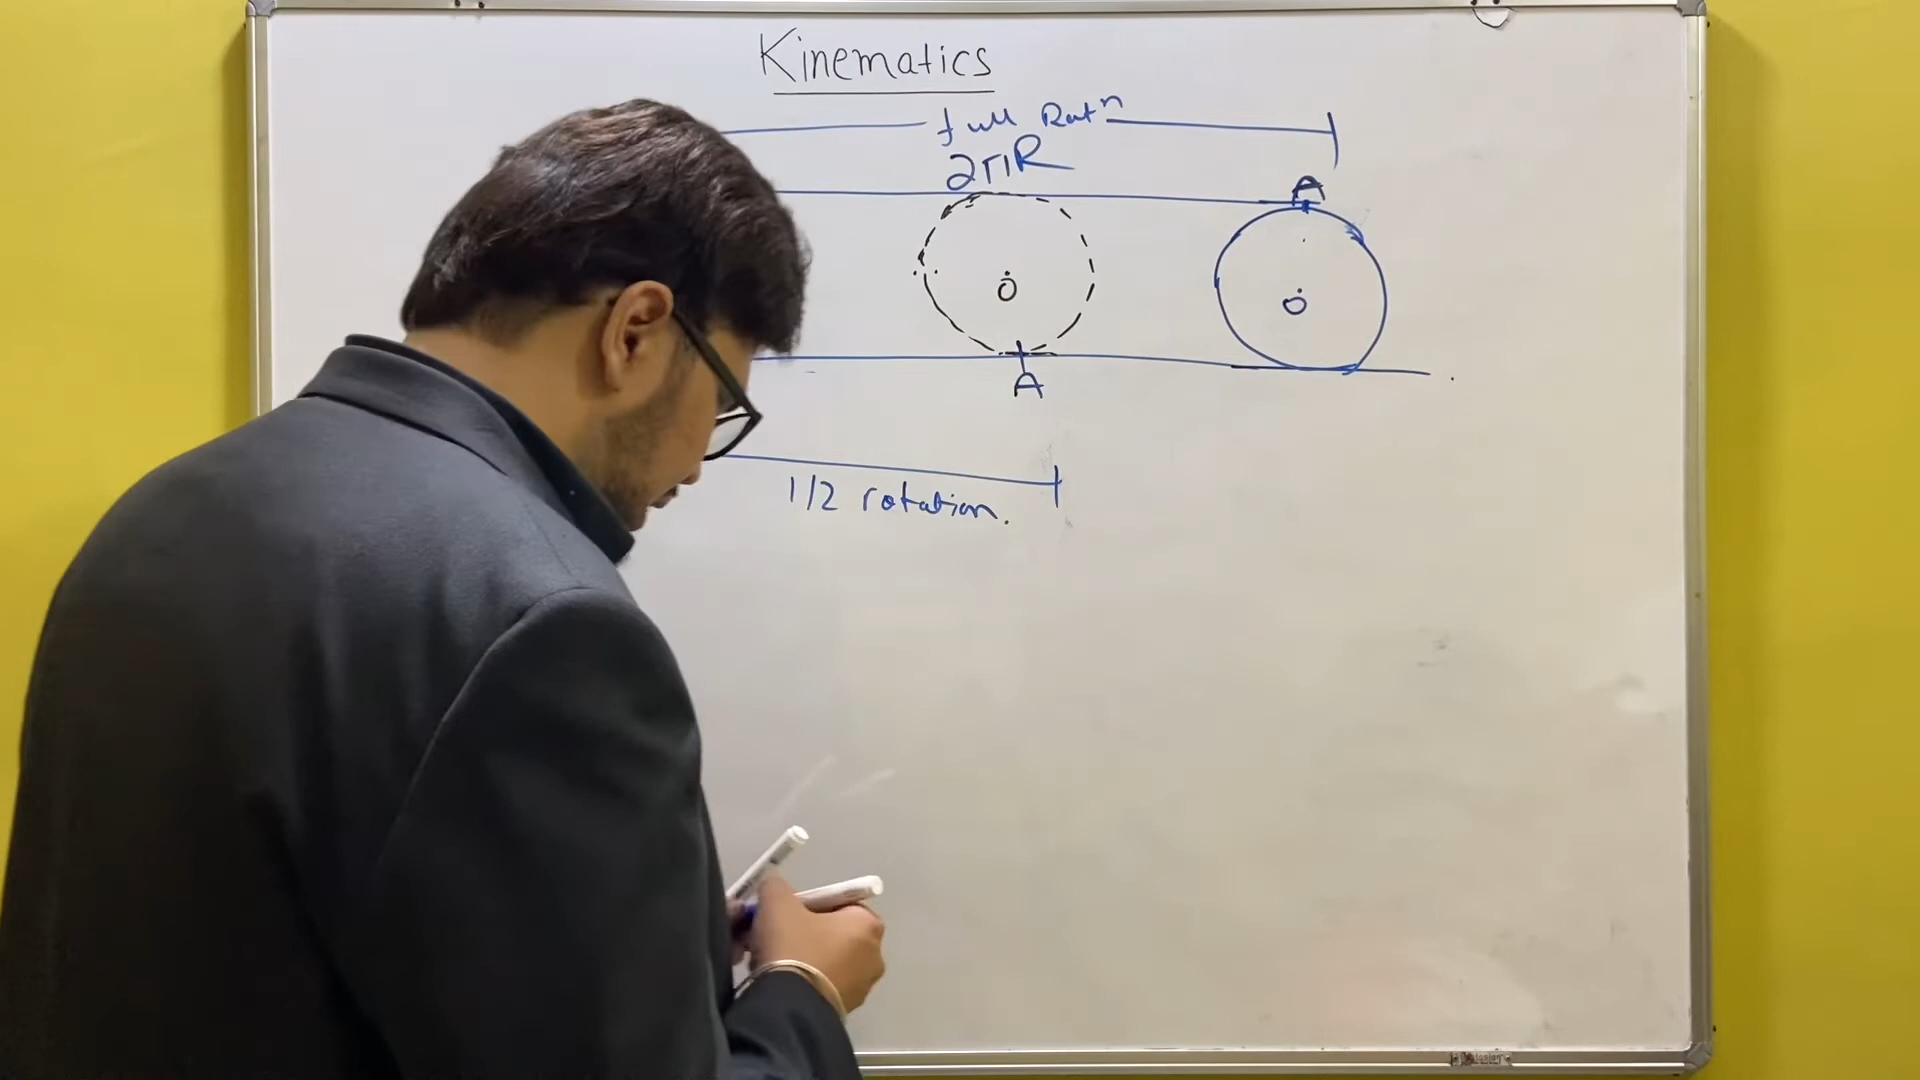 Kinematics
full Rotⁿ
2πR
A
O
O
A
1/2 rotation.